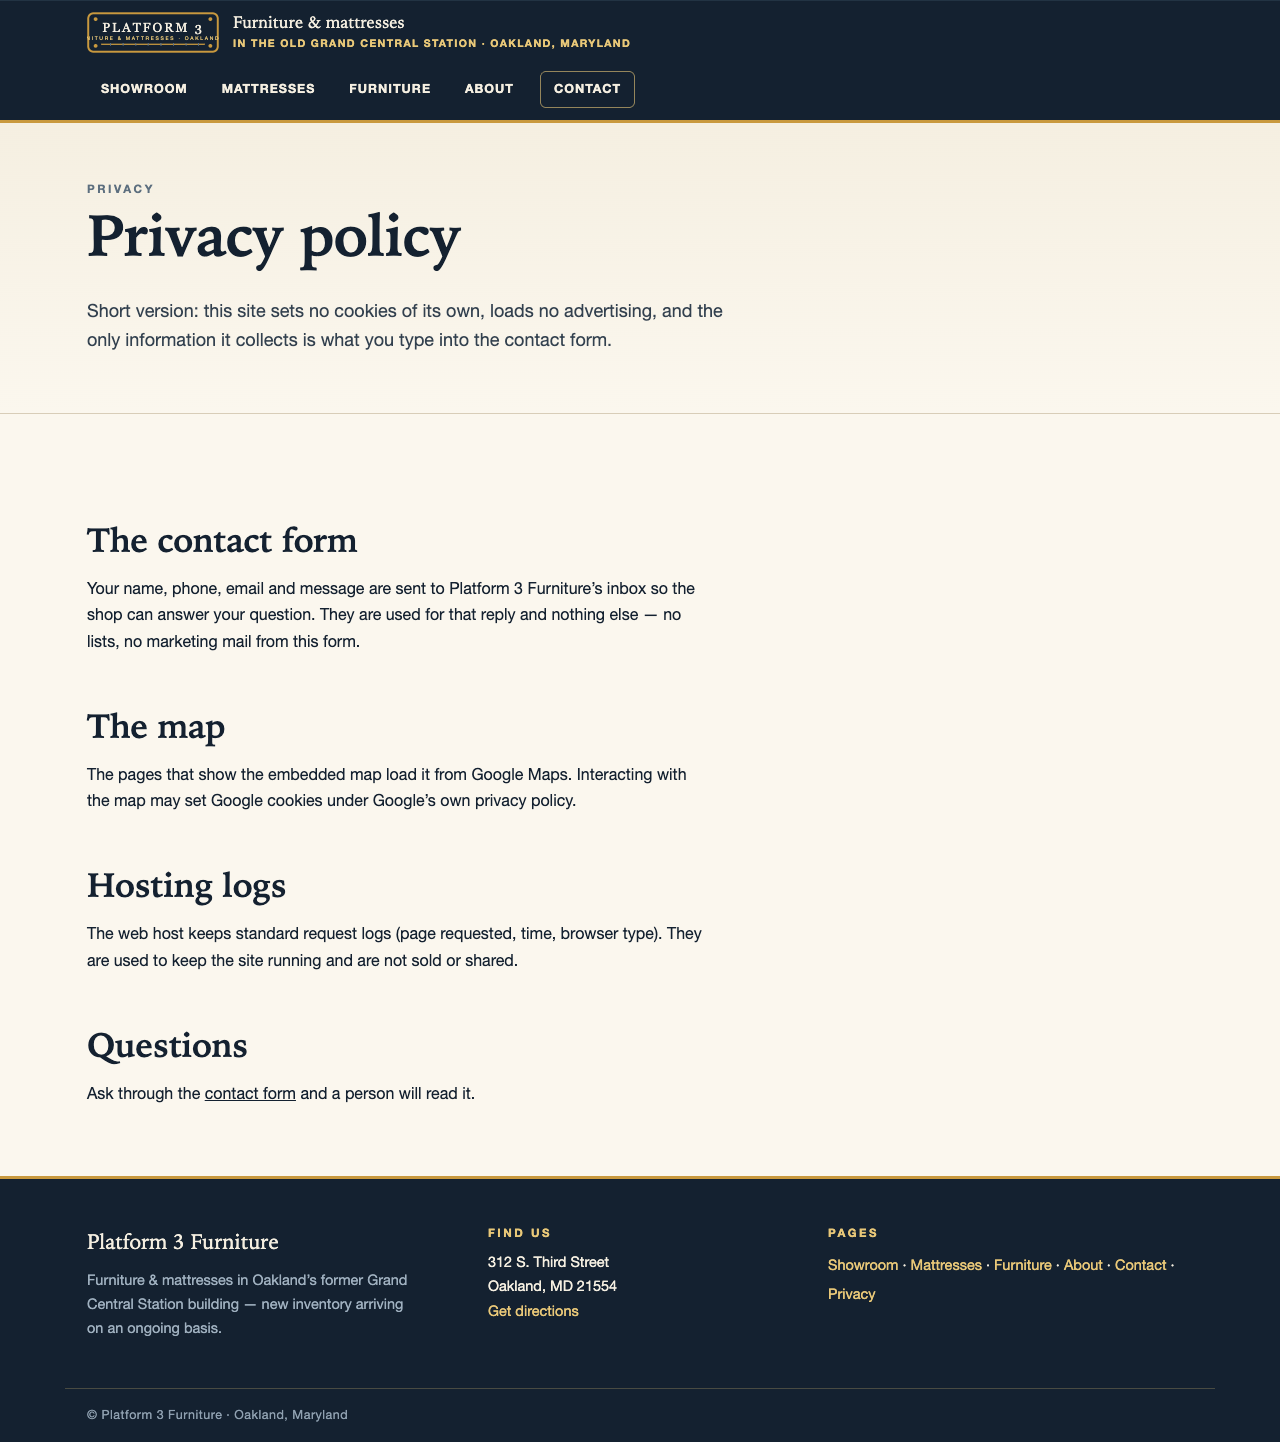 PLATFORM 3
Furniture & mattresses
IN THE OLD GRAND CENTRAL STATION · OAKLAND, MARYLAND
SHOWROOM MATTRESSES FURNITURE ABOUT CONTACT
PRIVACY
Privacy policy
Short version: this site sets no cookies of its own, loads no advertising, and the
only information it collects is what you type into the contact form.
The contact form
Your name, phone, email and message are sent to Platform 3 Furniture’s inbox so the
shop can answer your question. They are used for that reply and nothing else — no
lists, no marketing mail from this form.
The map
The pages that show the embedded map load it from Google Maps. Interacting with
the map may set Google cookies under Google’s own privacy policy.
Hosting logs
The web host keeps standard request logs (page requested, time, browser type). They
are used to keep the site running and are not sold or shared.
Questions
Ask through the contact form and a person will read it.
Platform 3 Furniture
Furniture & mattresses in Oakland’s former Grand
Central Station building — new inventory arriving
on an ongoing basis.
FIND US
312 S. Third Street
Oakland, MD 21554
Get directions
PAGES
Showroom · Mattresses · Furniture · About · Contact ·
Privacy
© Platform 3 Furniture · Oakland, Maryland